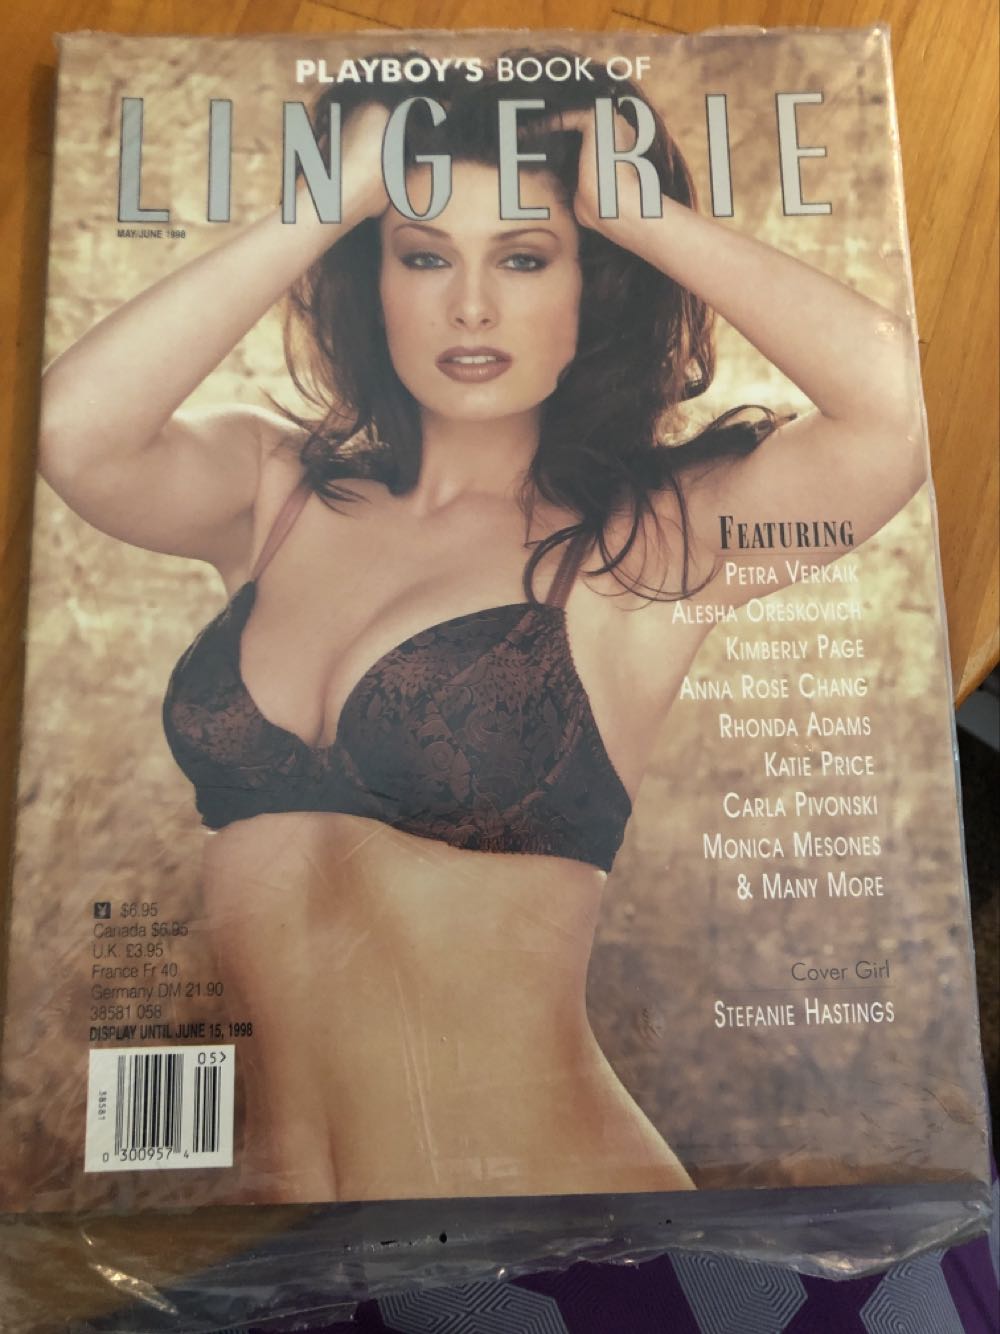 PLAYBOY'S BOOK OF
LINGERIE
MAY/JUNE 1998
FEATURING
PETRA VERKAIK
ALESHA ORESKOVICH
KIMBERLY PAGE
ANNA ROSE CHANG
RHONDA ADAMS
KATIE PRICE
CARLA PIVONSKI
MONICA MESONES
& MANY MORE
Cover Girl
STEFANIE HASTINGS
$6.95
Canada $6.95
U.K. £3.95
France Fr 40
Germany DM 21.90
38581 058
DISPLAY UNTIL JUNE 15, 1998
05>
38581
0 300957 4